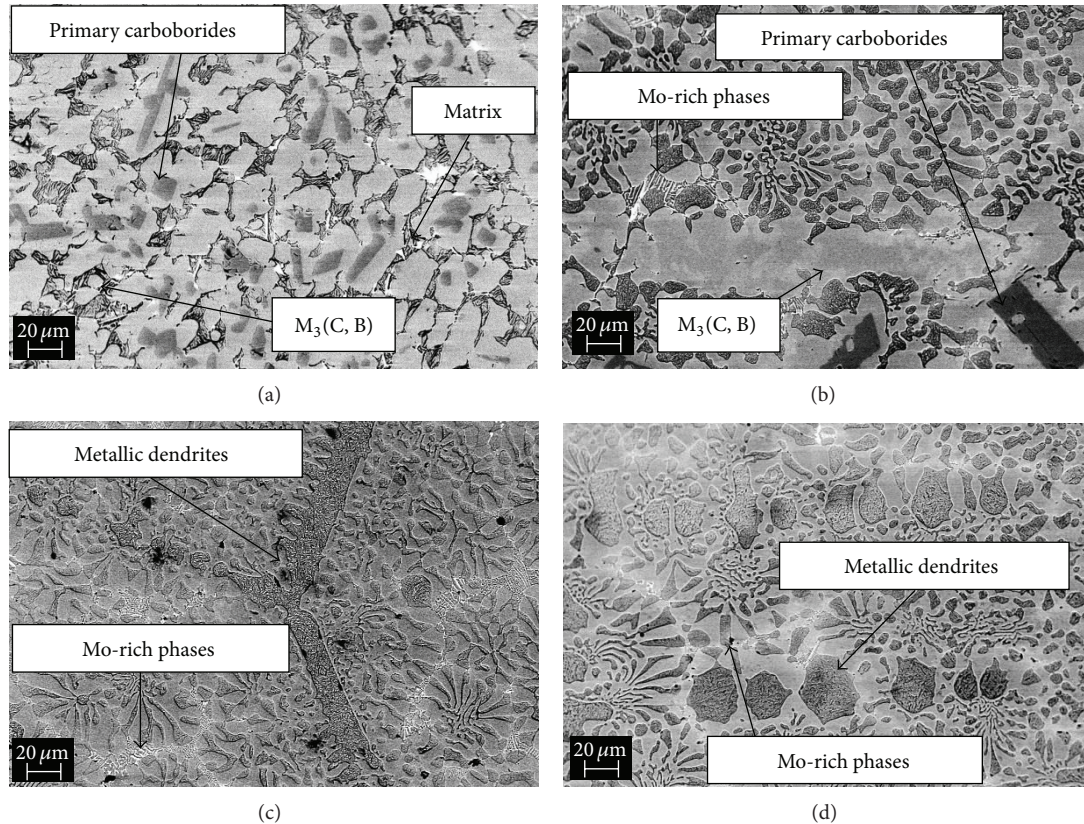 Primary carboborides
Matrix
M₃(C, B)
20 μm
(a)
Primary carboborides
Mo-rich phases
M₃(C, B)
20 μm
(b)
Metallic dendrites
Mo-rich phases
20 μm
(c)
Metallic dendrites
Mo-rich phases
20 μm
(d)